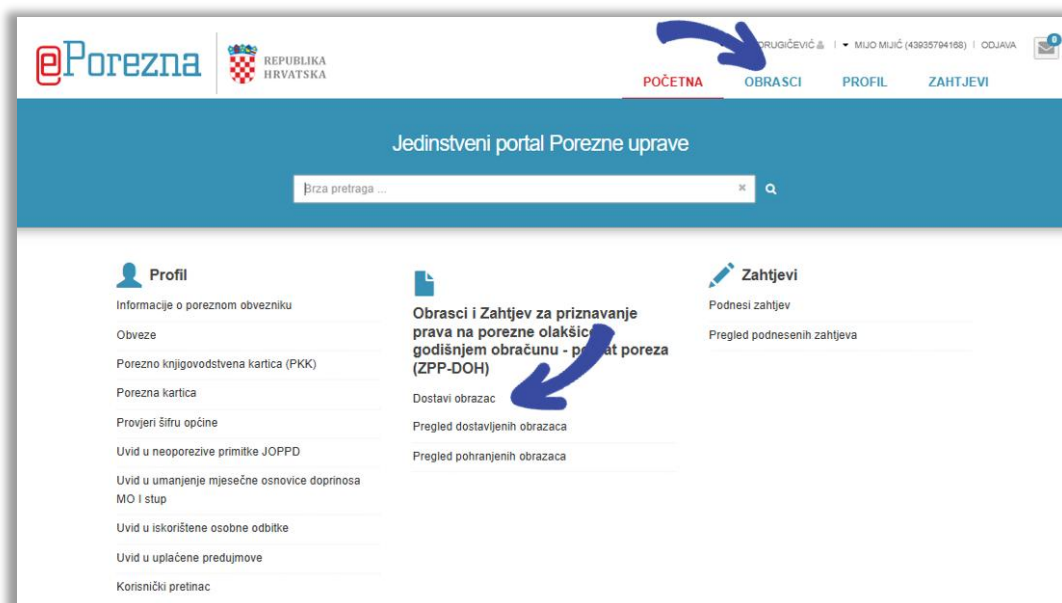 ePorezna
REPUBLIKA
HRVATSKA
DRUGIČEVIĆ | MIJO MIJIĆ (43935794168) | ODJAVA
0
POČETNA OBRASCI PROFIL ZAHTJEVI
Jedinstveni portal Porezne uprave
Brza pretraga ...
Profil
Informacije o poreznom obvezniku
Obveze
Porezno knjigovodstvena kartica (PKK)
Porezna kartica
Provjeri šifru općine
Uvid u neoporezive primitke JOPPD
Uvid u umanjenje mjesečne osnovice doprinosa
MO I stup
Uvid u iskorištene osobne odbitke
Uvid u uplaćene predujmove
Korisnički pretinac
Obrasci i Zahtjev za priznavanje
prava na porezne olakšice
godišnjem obračunu - poreza
(ZPP-DOH)
Dostavi obrazac
Pregled dostavljenih obrazaca
Pregled pohranjenih obrazaca
Zahtjevi
Podnesi zahtjev
Pregled podnesenih zahtjeva